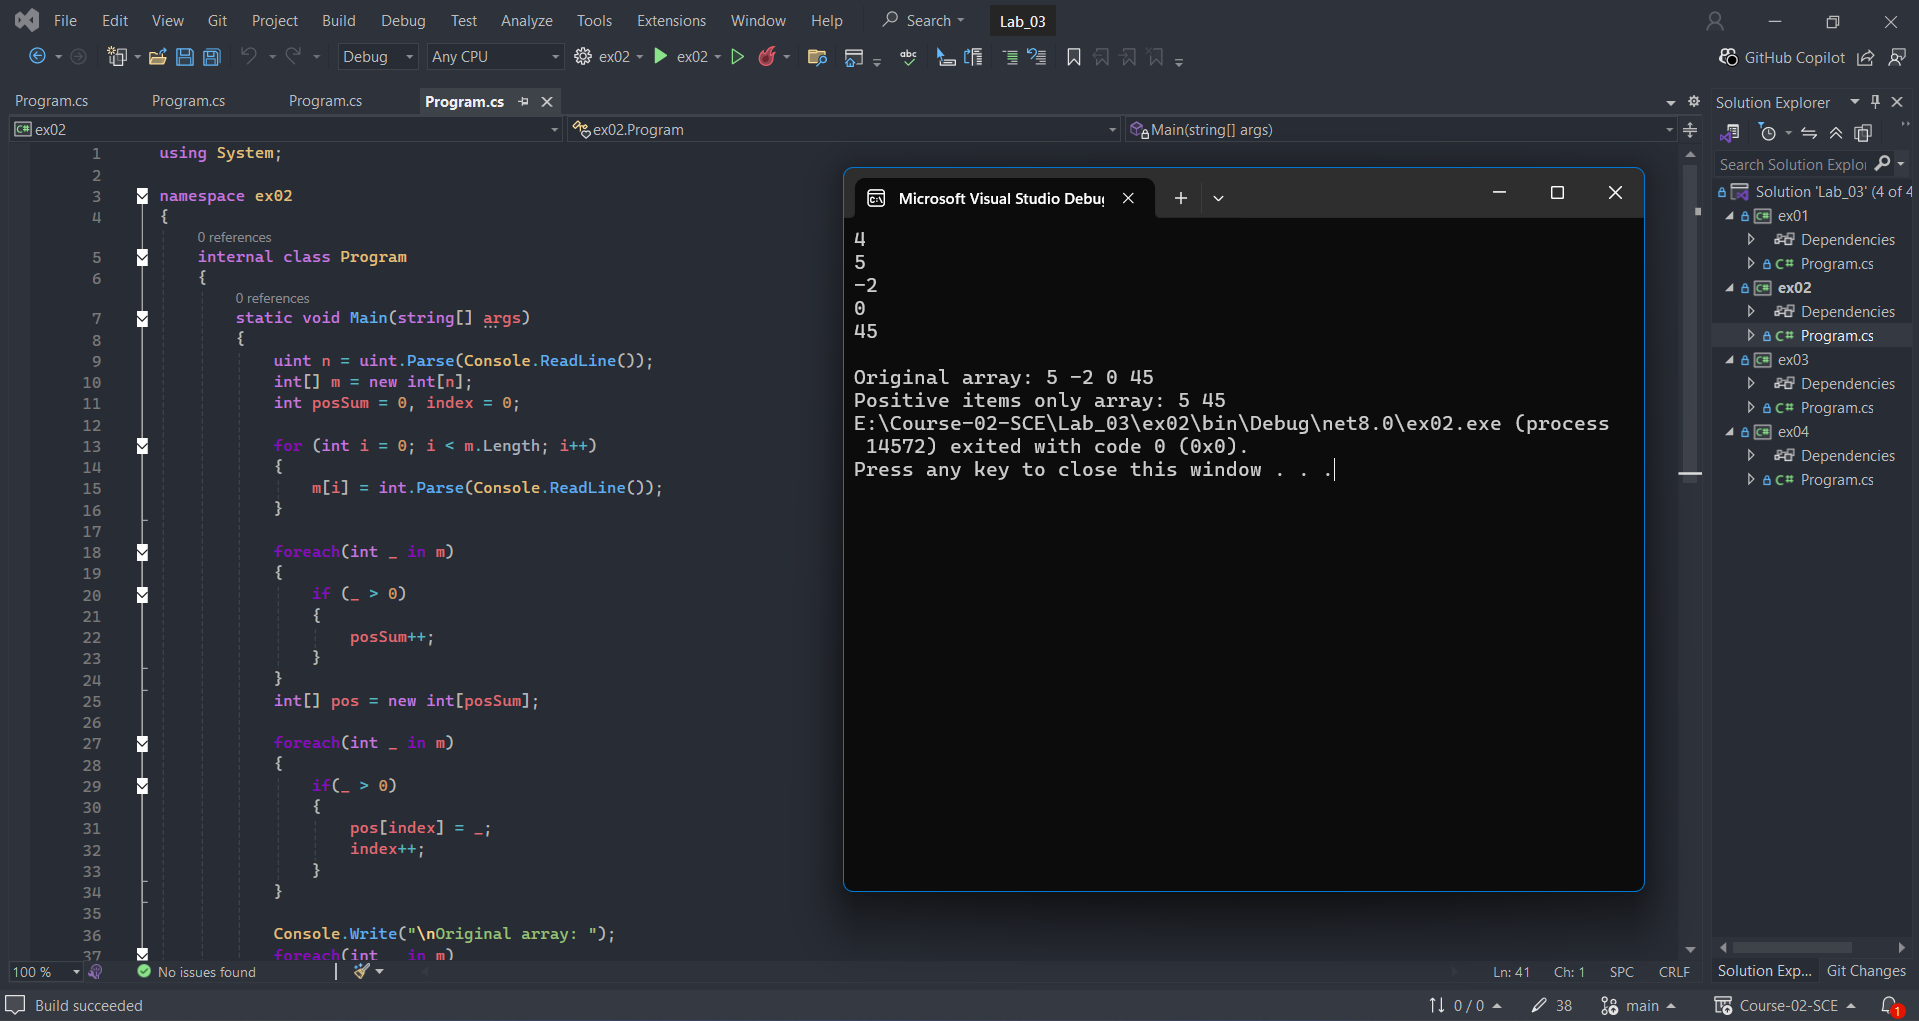 File Edit View Git Project Build Debug Test Analyze Tools Extensions Window Help Search Lab_03
Debug Any CPU ex02 ex02 abc GitHub Copilot
Program.cs Program.cs Program.cs Program.cs
C# ex02 ex02.Program Main(string[] args)
1 using System;
2
3 namespace ex02
4 {
0 references
5 internal class Program
6 {
0 references
7 static void Main(string[] args)
8 {
9 uint n = uint.Parse(Console.ReadLine());
10 int[] m = new int[n];
11 int posSum = 0, index = 0;
12
13 for (int i = 0; i < m.Length; i++)
14 {
15 m[i] = int.Parse(Console.ReadLine());
16 }
17
18 foreach(int _ in m)
19 {
20 if (_ > 0)
21 {
22 posSum++;
23 }
24 }
25 int[] pos = new int[posSum];
26
27 foreach(int _ in m)
28 {
29 if(_ > 0)
30 {
31 pos[index] = _;
32 index++;
33 }
34 }
35
36 Console.Write("\nOriginal array: ");
37 foreach(int _ in m)
Microsoft Visual Studio Debug
4
5
-2
0
45
Original array: 5 -2 0 45
Positive items only array: 5 45
E:\Course-02-SCE\Lab_03\ex02\bin\Debug\net8.0\ex02.exe (process
14572) exited with code 0 (0x0).
Press any key to close this window . . .
Solution Explorer
Search Solution Explo
Solution 'Lab_03' (4 of 4
C# ex01
Dependencies
C# Program.cs
C# ex02
Dependencies
C# Program.cs
C# ex03
Dependencies
C# Program.cs
C# ex04
Dependencies
C# Program.cs
Solution Exp... Git Changes
100 % No issues found Ln: 41 Ch: 1 SPC CRLF
Build succeeded 0 / 0 38 main Course-02-SCE 1